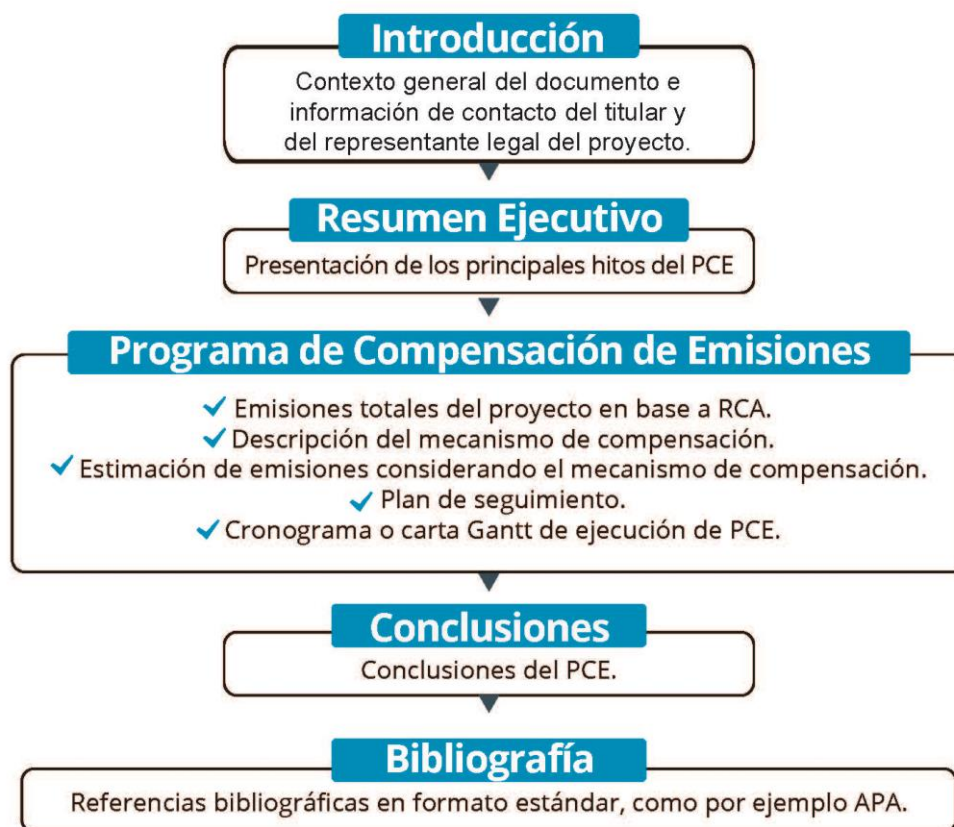 Introducción
Contexto general del documento e
información de contacto del titular y
del representante legal del proyecto.
Resumen Ejecutivo
Presentación de los principales hitos del PCE
Programa de Compensación de Emisiones
Emisiones totales del proyecto en base a RCA.
Descripción del mecanismo de compensación.
Estimación de emisiones considerando el mecanismo de compensación.
Plan de seguimiento.
Cronograma o carta Gantt de ejecución de PCE.
Conclusiones
Conclusiones del PCE.
Bibliografía
Referencias bibliográficas en formato estándar, como por ejemplo APA.